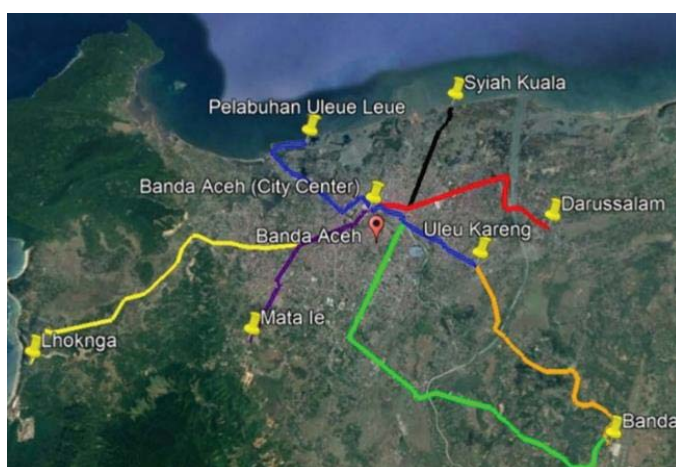 Syiah Kuala
Pelabuhan Uleue Leue
Banda Aceh (City Center)
Darussalam
Uleu Kareng
Banda Aceh
Mata Ie
Lhoknga
Banda